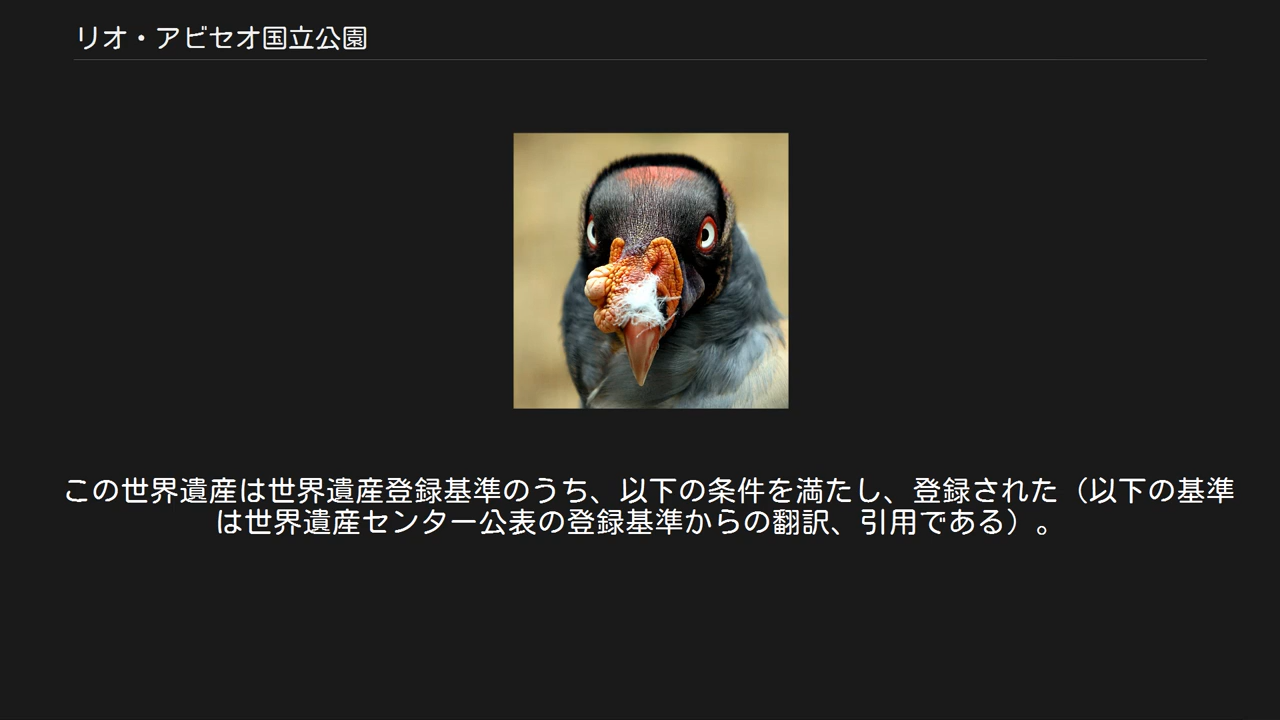 リオ・アビセオ国立公園
この世界遺産は世界遺産登録基準のうち、以下の条件を満たし、登録された（以下の基準
は世界遺産センター公表の登録基準からの翻訳、引用である）。